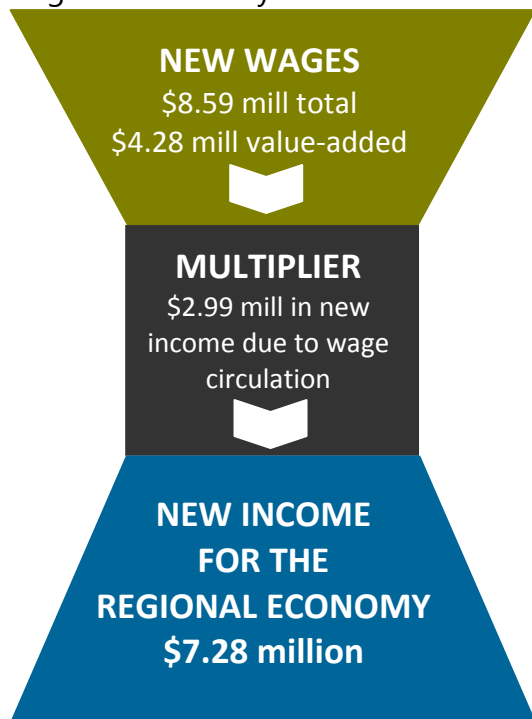 NEW WAGES
$8.59 mill total
$4.28 mill value-added
MULTIPLIER
$2.99 mill in new
income due to wage
circulation
NEW INCOME
FOR THE
REGIONAL ECONOMY
$7.28 million